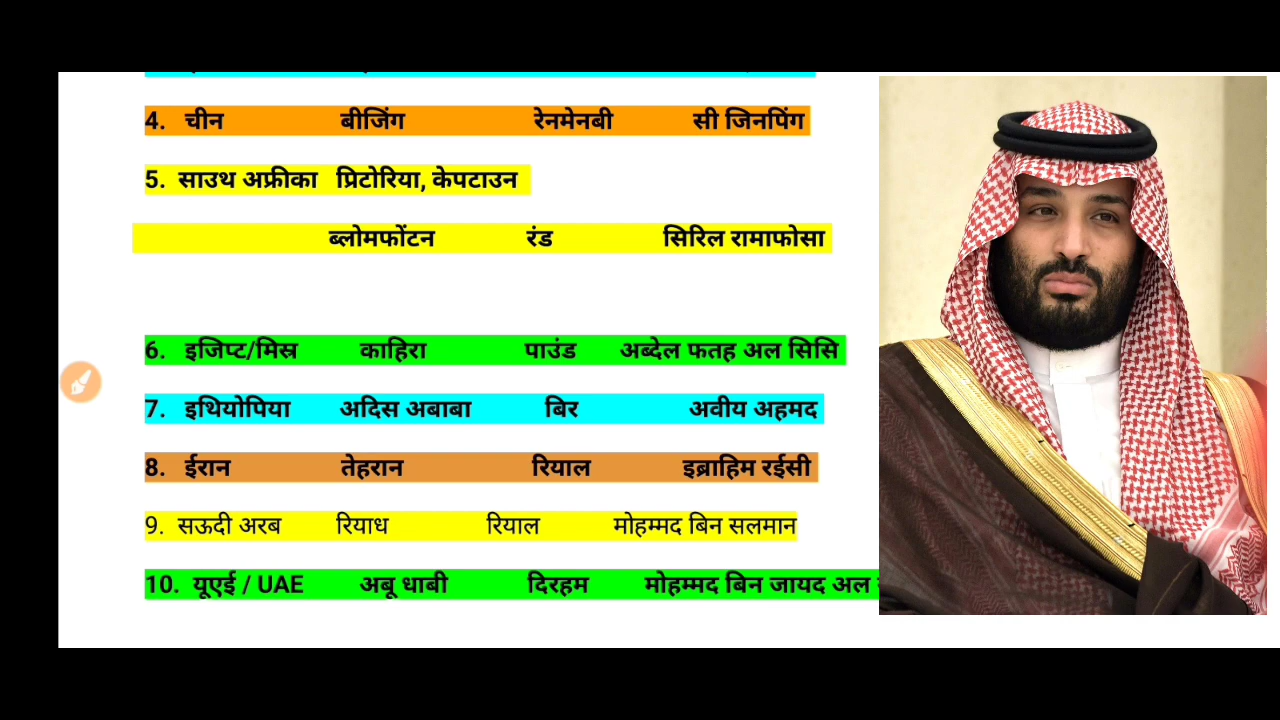 4. चीन बीजिंग रेनमेनबी सी जिनपिंग
5. साउथ अफ्रीका प्रिटोरिया, केपटाउन
ब्लोमफोंटन रंड सिरिल रामाफोसा
6. इजिप्ट/मिस्र काहिरा पाउंड अब्देल फतह अल सिसि
7. इथियोपिया अदिस अबाबा बिर अवीय अहमद
8. ईरान तेहरान रियाल इब्राहिम रईसी
9. सऊदी अरब रियाध रियाल मोहम्मद बिन सलमान
10. यूएई / UAE अबू धाबी दिरहम मोहम्मद बिन जायद अल